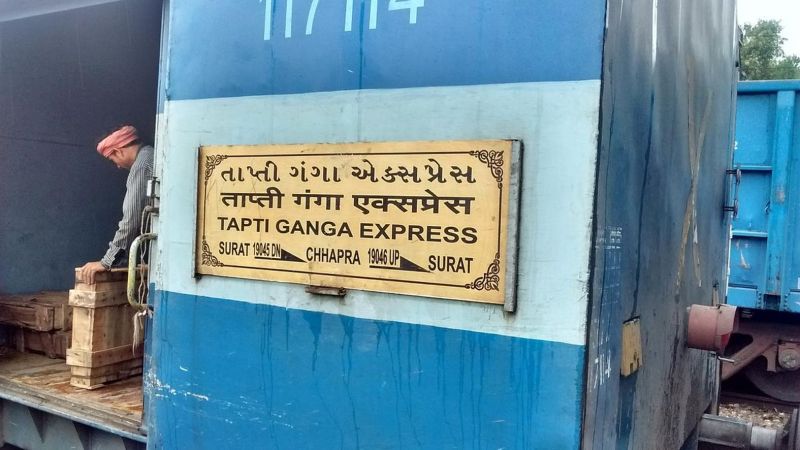 117114
તાપ્તી ગંગા એક્સપ્રેસ
ताप्ती गंगा एक्सप्रेस
TAPTI GANGA EXPRESS
SURAT 19045 DN CHHAPRA 19046 UP SURAT